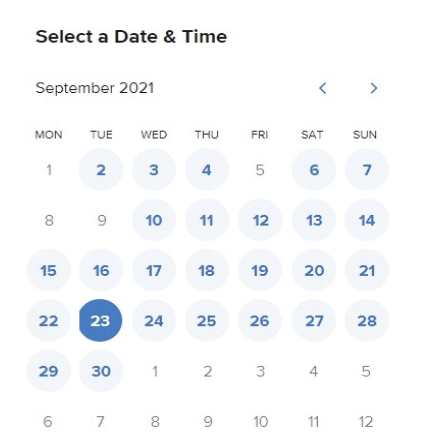 Select a Date & Time
September 2021 < >
MON TUE WED THU FRI SAT SUN
1 2 3 4 5 6 7
8 9 10 11 12 13 14
15 16 17 18 19 20 21
22 23 24 25 26 27 28
29 30 1 2 3 4 5
6 7 8 9 10 11 12